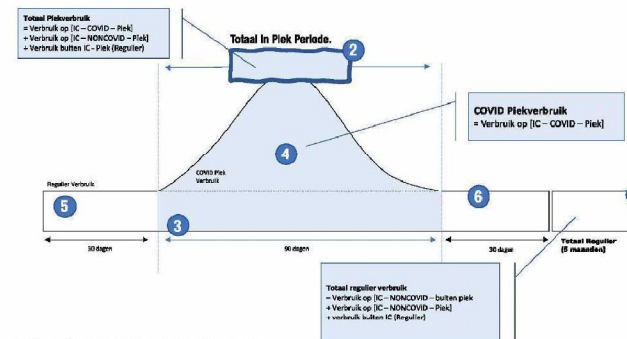 Totaal Piekverbruik
= Verbruik op [IC – COVID – Piek]
+ Verbruik op [IC – NONCOVID – Piek]
+ Verbruik buiten IC - Piek (Regulier)
Totaal in Piek Periode.
2
COVID Piekverbruik
= Verbruik op [IC – COVID – Piek]
4
COVID Piek
Verbruik
Regulier Verbruik
5
6
3
30 dagen
90 dagen
30 dagen
Totaal Regulier
(5 maanden)
Totaal regulier verbruik
= Verbruik op [IC – NONCOVID – buiten piek
+ Verbruik op [IC – NONCOVID – Piek]
+ verbruik buiten IC (Regulier)